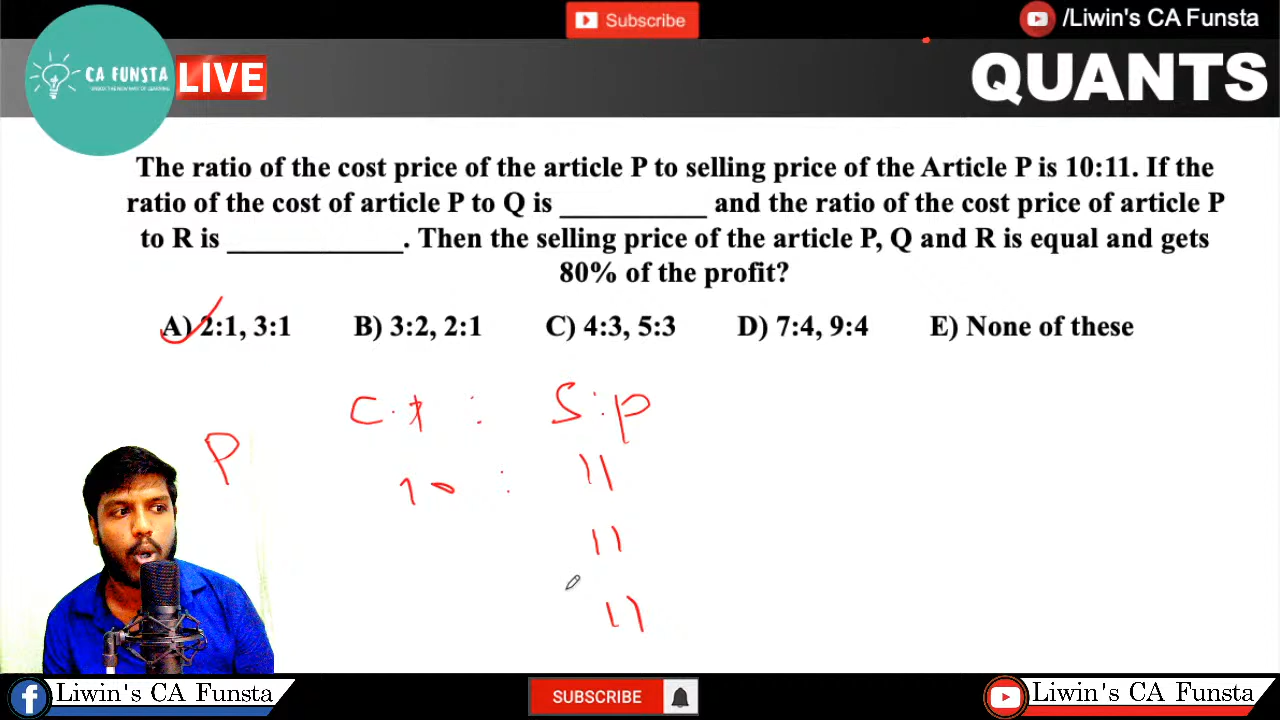 Subscribe
/Liwin's CA Funsta
CA FUNSTA
LIVE
QUANTS
The ratio of the cost price of the article P to selling price of the Article P is 10:11. If the
ratio of the cost of article P to Q is __________ and the ratio of the cost price of article P
to R is ____________. Then the selling price of the article P, Q and R is equal and gets
80% of the profit?
A) 2:1, 3:1 B) 3:2, 2:1 C) 4:3, 5:3 D) 7:4, 9:4 E) None of these
C.P : S.P
P 10 : 11
11
11
Liwin's CA Funsta
SUBSCRIBE
Liwin's CA Funsta